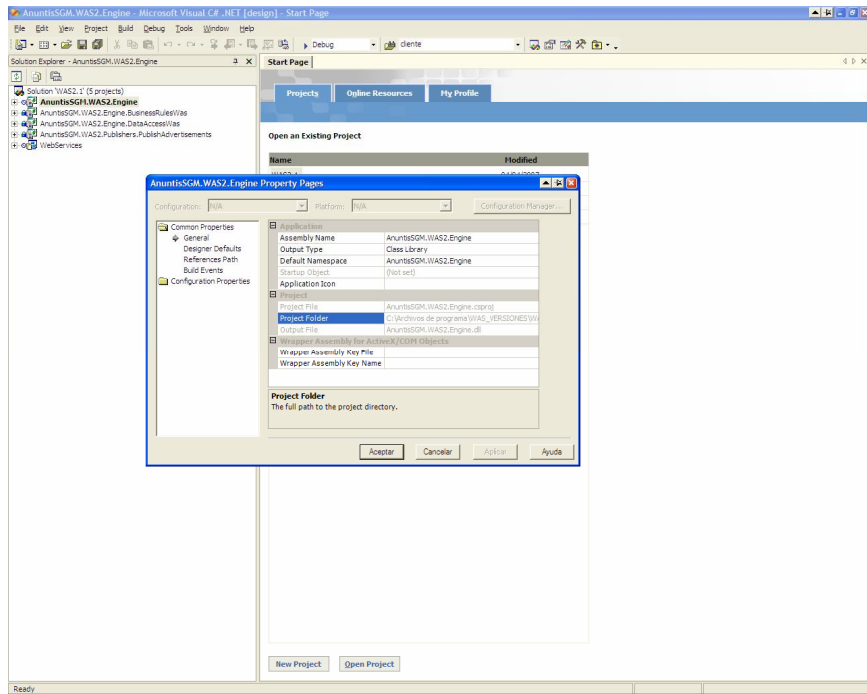 AnuntisSGM.WAS2.Engine - Microsoft Visual C# .NET [design] - Start Page
File Edit View Project Build Debug Tools Window Help
Debug cliente
Solution Explorer - AnuntisSGM.WAS2.Engine
Start Page
Solution 'WAS2.1' (5 projects)
AnuntisSGM.WAS2.Engine
AnuntisSGM.WAS2.Engine.BusinessRulesWas
AnuntisSGM.WAS2.Engine.DataAccessWas
AnuntisSGM.WAS2.Publishers.PublishAdvertisements
WebServices
Projects Online Resources My Profile
Open an Existing Project
Name Modified
AnuntisSGM.WAS2.Engine Property Pages
Configuration: N/A Platform: N/A Configuration Manager...
Common Properties
General
Designer Defaults
References Path
Build Events
Configuration Properties
Application
Assembly Name AnuntisSGM.WAS2.Engine
Output Type Class Library
Default Namespace AnuntisSGM.WAS2.Engine
Startup Object (Not set)
Application Icon
Project
Project File AnuntisSGM.WAS2.Engine.csproj
Project Folder C:\Archivos de programa\WAS_VERSIONES\WA
Output File AnuntisSGM.WAS2.Engine.dll
Wrapper Assembly for ActiveX/COM Objects
Wrapper Assembly Key File
Wrapper Assembly Key Name
Project Folder
The full path to the project directory.
Aceptar Cancelar Aplicar Ayuda
New Project Open Project
Ready